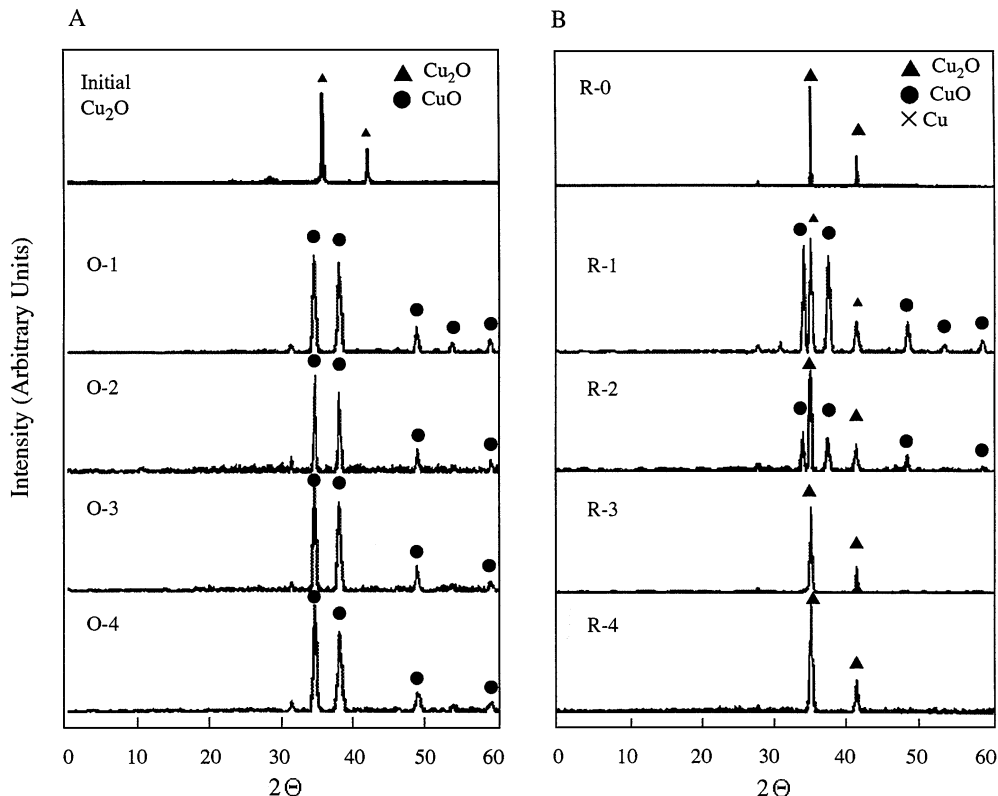 A
Initial
Cu₂O
▲ Cu₂O
● CuO
O-1
O-2
O-3
O-4
0 10 20 30 40 50 60
2Θ
Intensity (Arbitrary Units)
B
R-0
▲ Cu₂O
● CuO
× Cu
R-1
R-2
R-3
R-4
0 10 20 30 40 50 60
2Θ